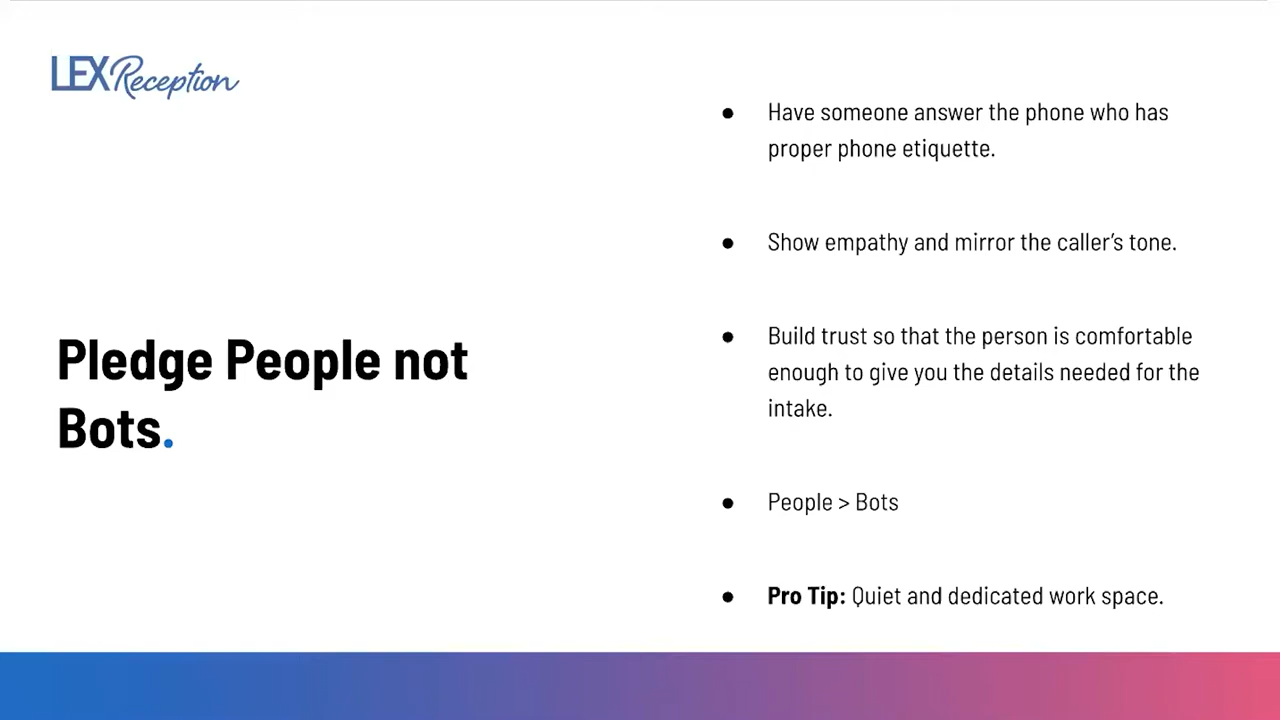 LEX Reception
Pledge People not
Bots.
● Have someone answer the phone who has
proper phone etiquette.
● Show empathy and mirror the caller’s tone.
● Build trust so that the person is comfortable
enough to give you the details needed for the
intake.
● People > Bots
● Pro Tip: Quiet and dedicated work space.